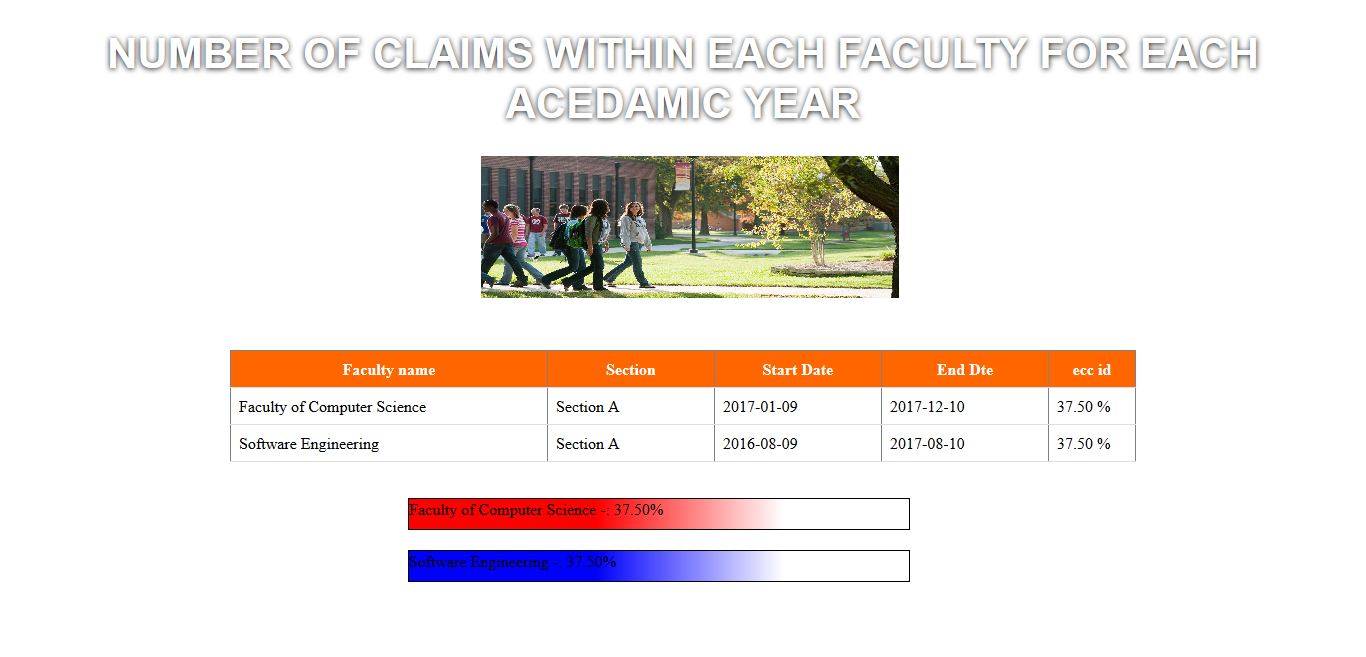 NUMBER OF CLAIMS WITHIN EACH FACULTY FOR EACH
ACEDAMIC YEAR
Faculty name Section Start Date End Dte ecc id
Faculty of Computer Science Section A 2017-01-09 2017-12-10 37.50 %
Software Engineering Section A 2016-08-09 2017-08-10 37.50 %
Faculty of Computer Science -: 37.50%
Software Engineering -: 37.50%